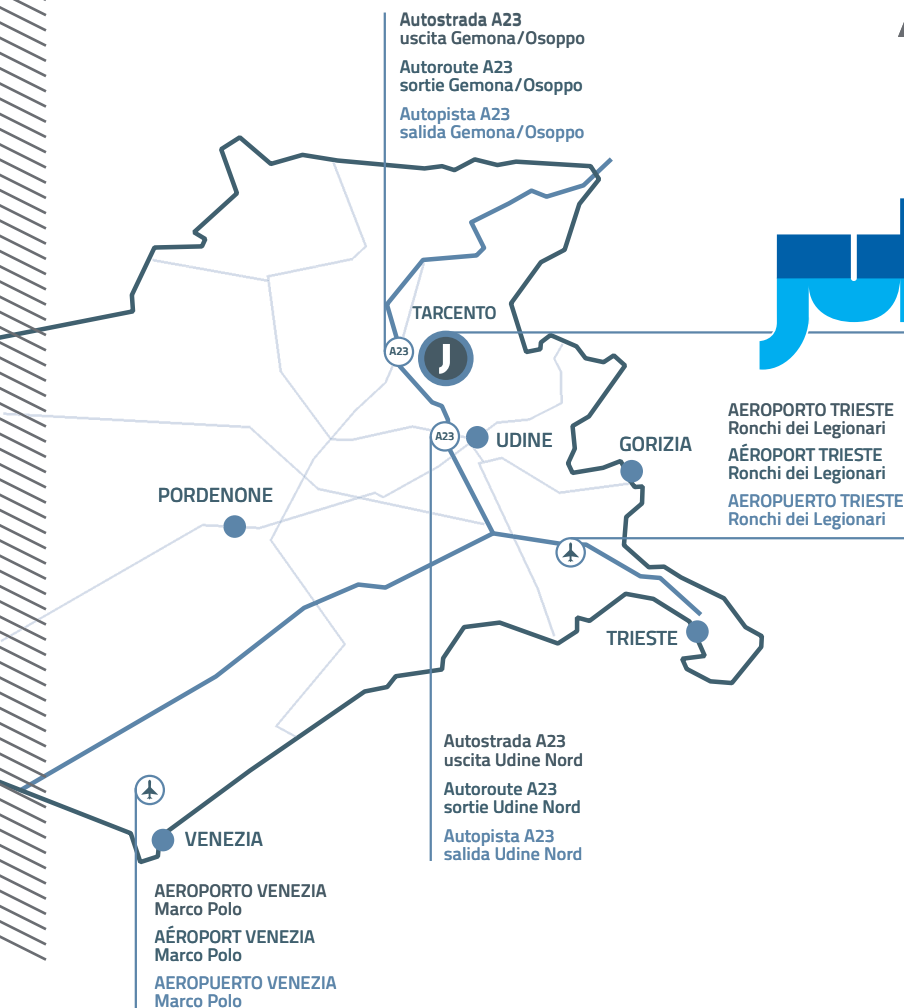 Autostrada A23
uscita Gemona/Osoppo
Autoroute A23
sortie Gemona/Osoppo
Autopista A23
salida Gemona/Osoppo
TARCENTO
A23
J
AEROPORTO TRIESTE
Ronchi dei Legionari
AÉROPORT TRIESTE
Ronchi dei Legionari
AEROPUERTO TRIESTE
Ronchi dei Legionari
A23
UDINE
GORIZIA
PORDENONE
TRIESTE
Autostrada A23
uscita Udine Nord
Autoroute A23
sortie Udine Nord
Autopista A23
salida Udine Nord
VENEZIA
AEROPORTO VENEZIA
Marco Polo
AÉROPORT VENEZIA
Marco Polo
AEROPUERTO VENEZIA
Marco Polo